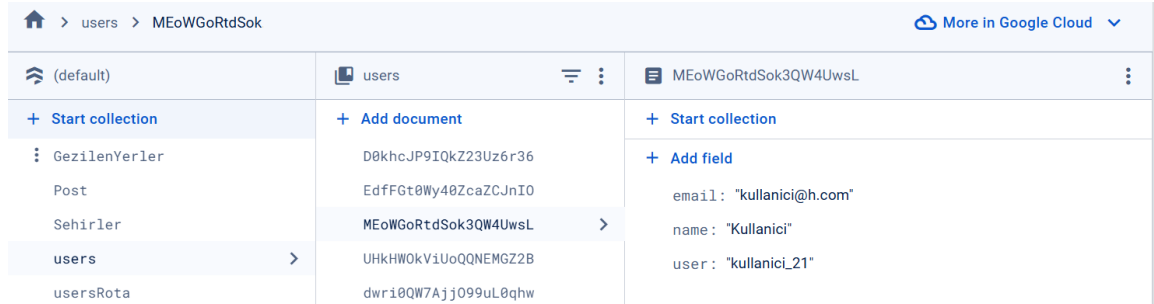 users > MEoWGoRtdSok
More in Google Cloud
(default)
+ Start collection
GezilenYerler
Post
Sehirler
users
usersRota
users
+ Add document
D0khcJP9IQkZ23Uz6r36
EdfFGt0Wy40ZcaZCJnIO
MEoWGoRtdSok3QW4UwsL
UHkHWOkViUoQQNEMGZ2B
dwri0QW7AjjO99uL0qhw
MEoWGoRtdSok3QW4UwsL
+ Start collection
+ Add field
email: "kullanici@h.com"
name: "Kullanici"
user: "kullanici_21"